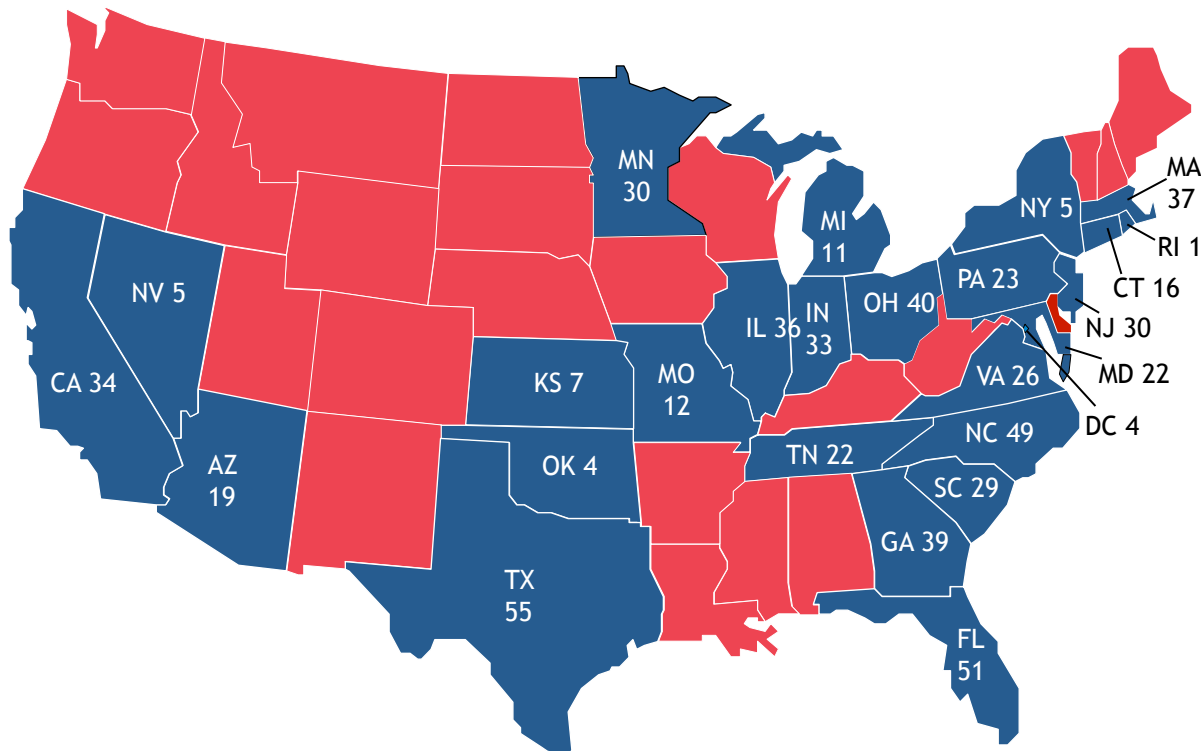 MN
30
MA
37
NY 5
MI
11
RI 1
PA 23
CT 16
NV 5
OH 40
IN
33
IL 36
NJ 30
CA 34
KS 7
MO
12
VA 26
MD 22
DC 4
NC 49
TN 22
AZ
19
OK 4
SC 29
GA 39
TX
55
FL
51